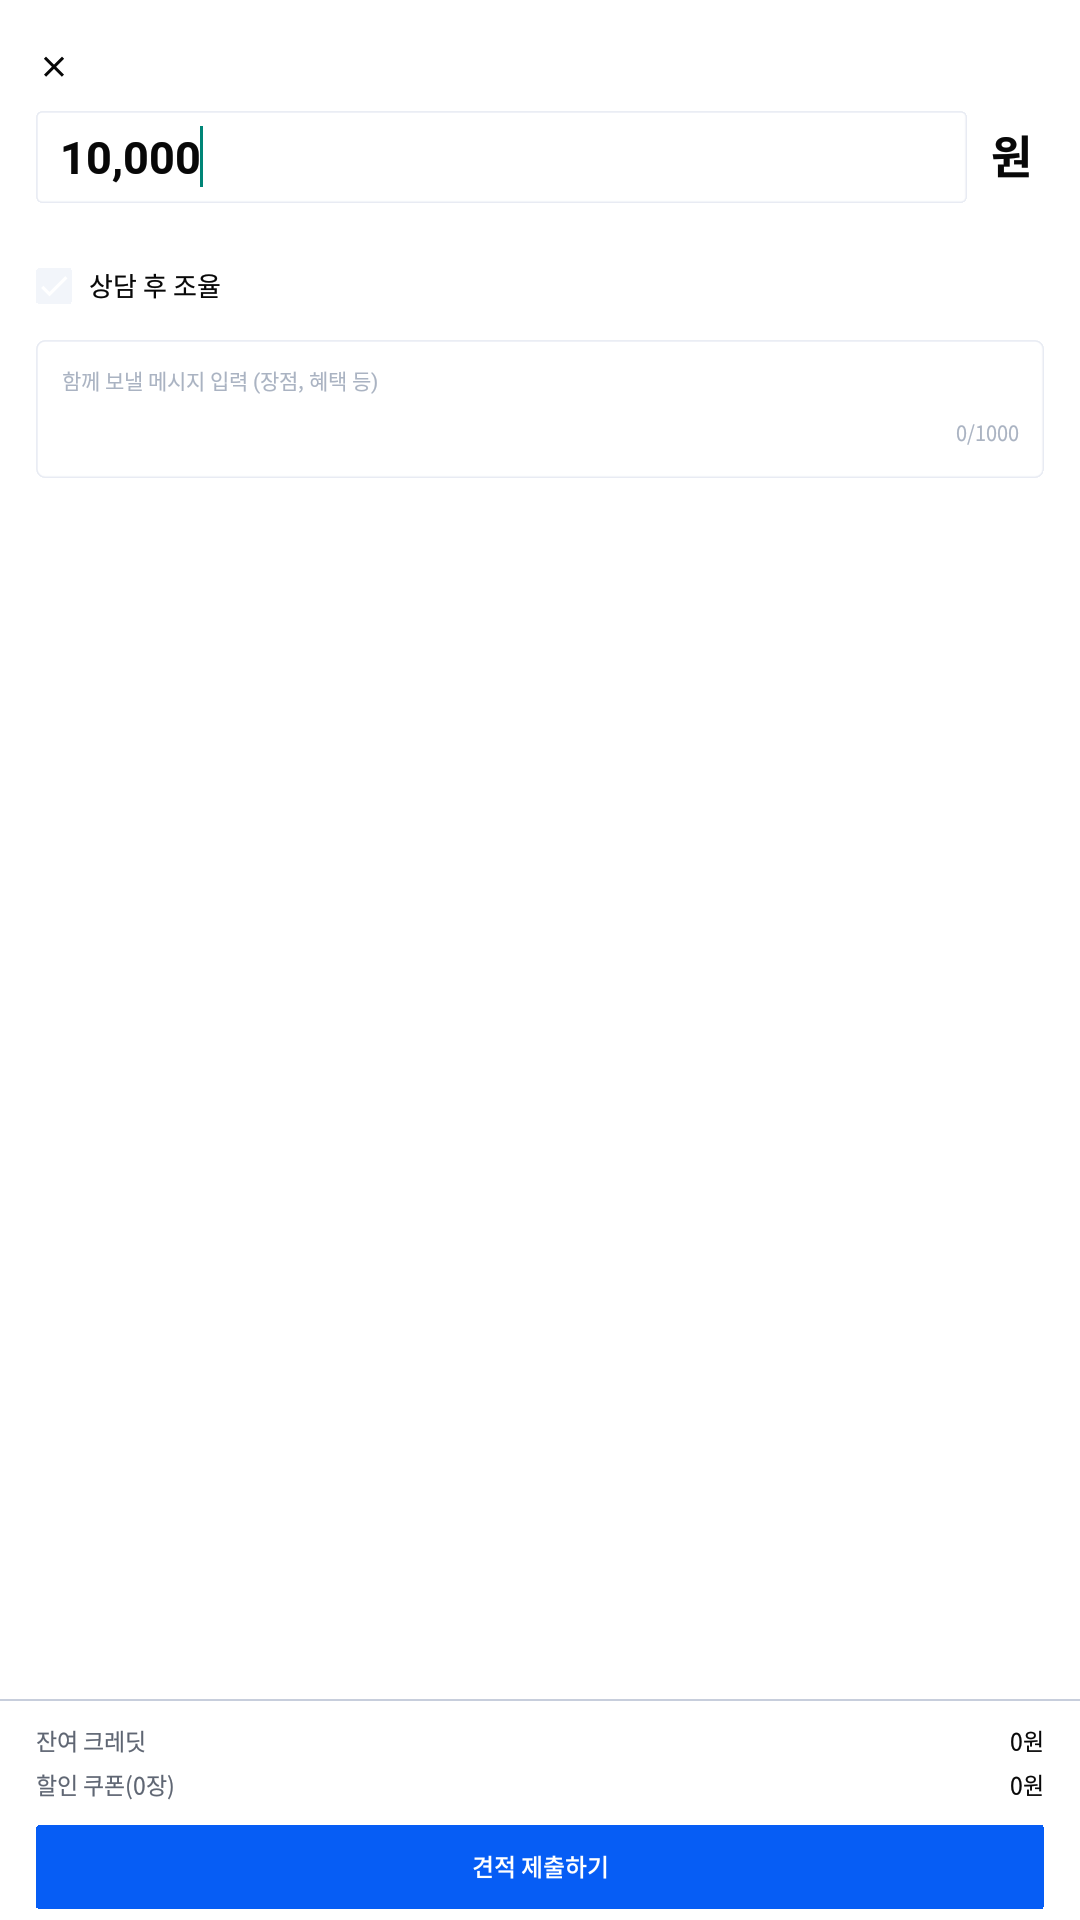 10,000 원
상담 후 조율
함께 보낼 메시지 입력 (장점, 혜택 등)
0/1000
잔여 크레딧 0원
할인 쿠폰(0장) 0원
견적 제출하기